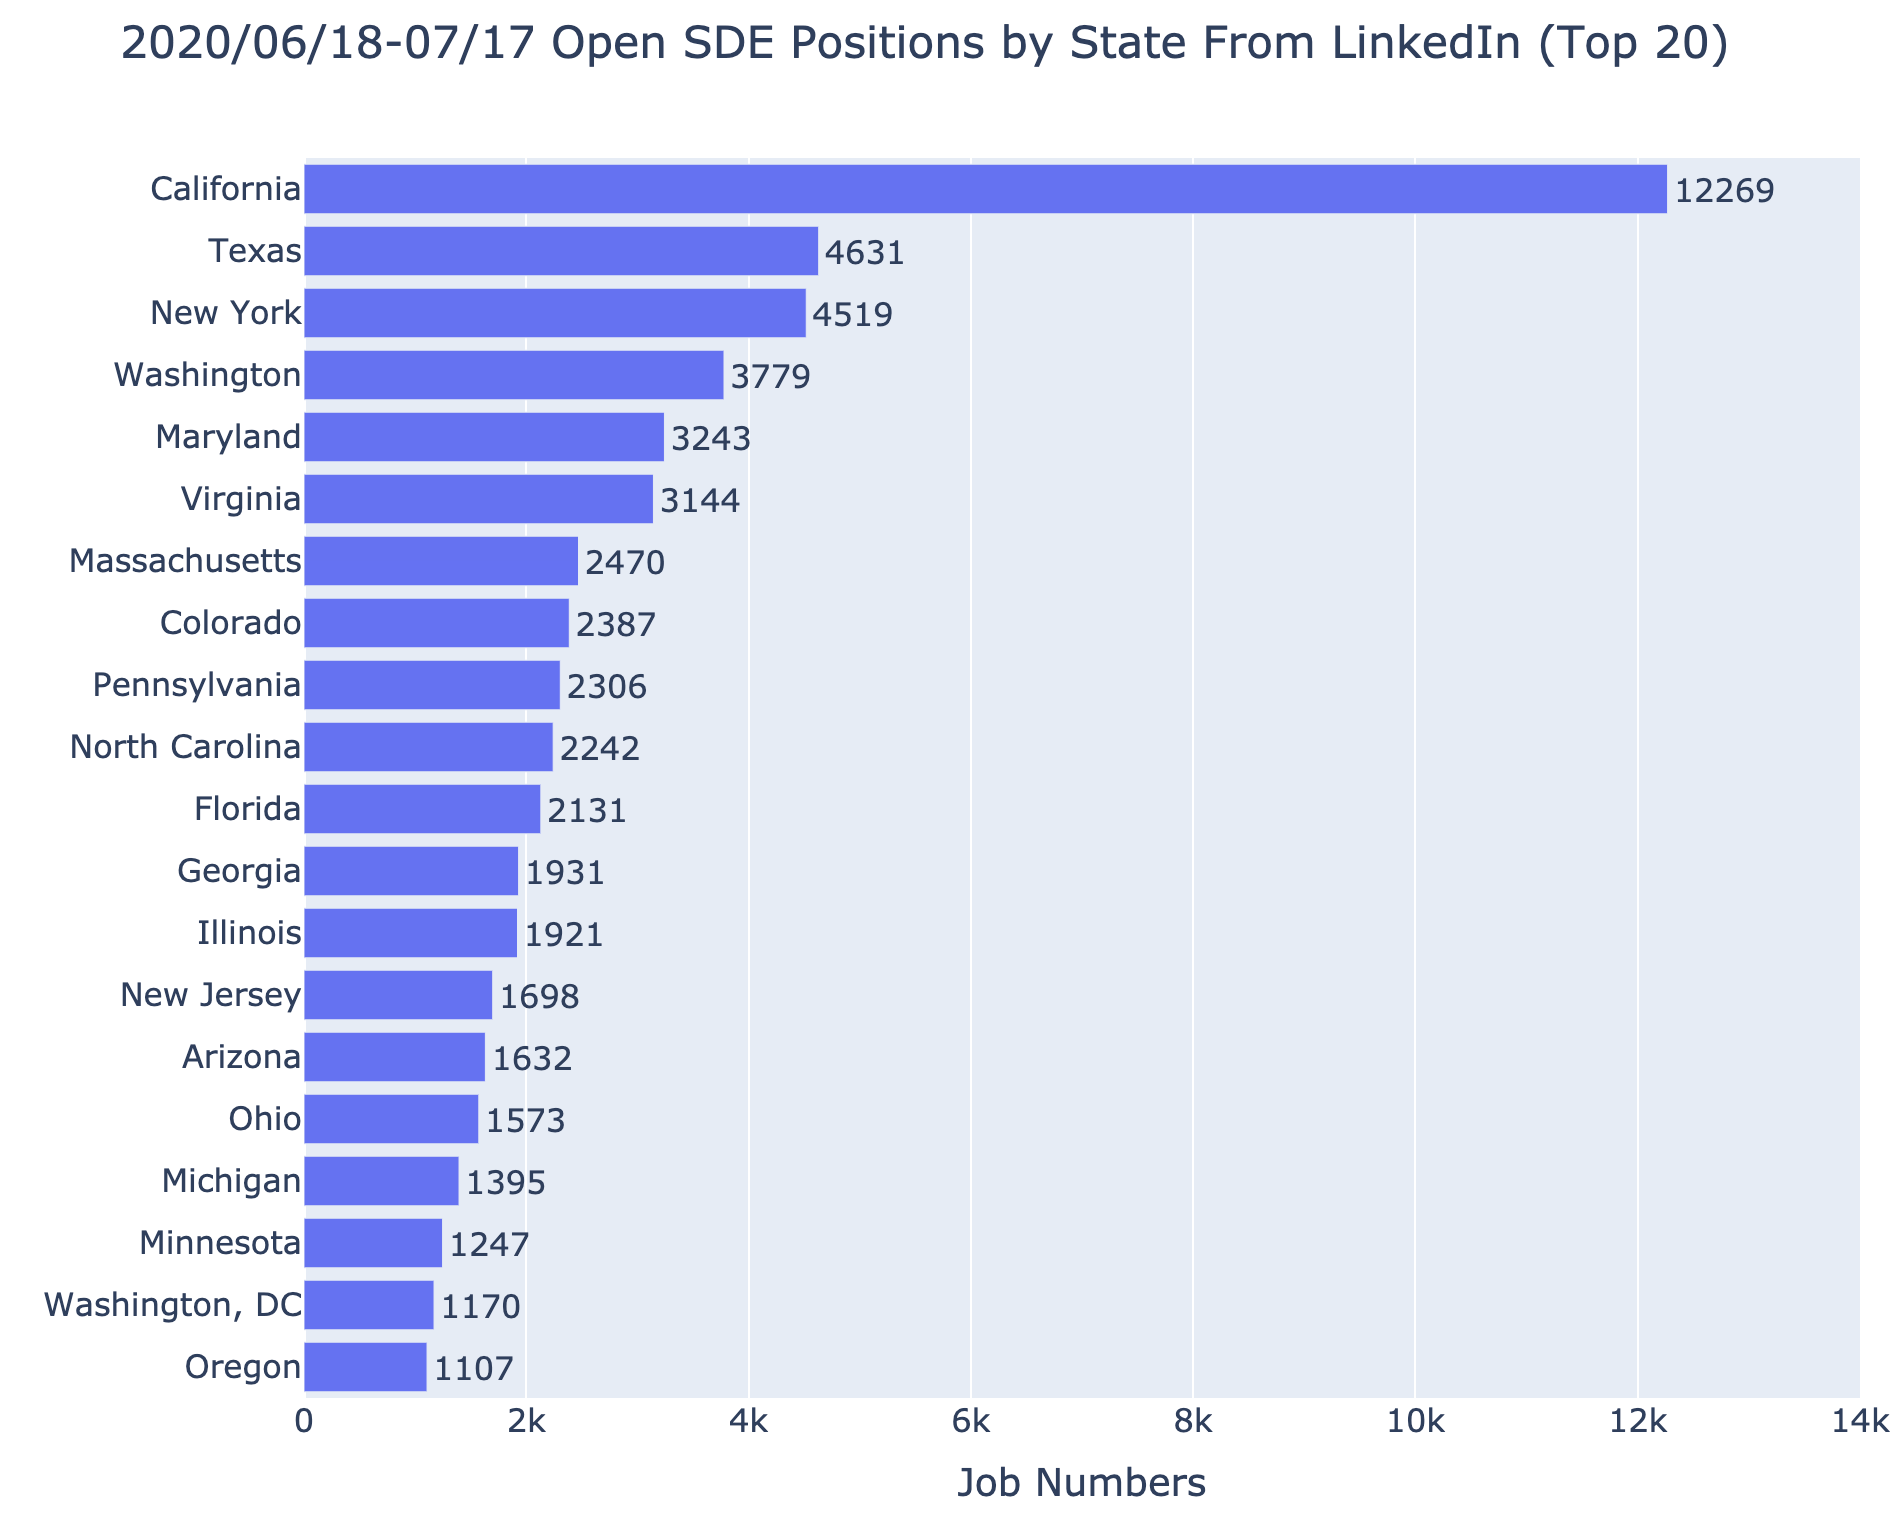 2020/06/18-07/17 Open SDE Positions by State From LinkedIn (Top 20)
California 12269
Texas 4631
New York 4519
Washington 3779
Maryland 3243
Virginia 3144
Massachusetts 2470
Colorado 2387
Pennsylvania 2306
North Carolina 2242
Florida 2131
Georgia 1931
Illinois 1921
New Jersey 1698
Arizona 1632
Ohio 1573
Michigan 1395
Minnesota 1247
Washington, DC 1170
Oregon 1107
0 2k 4k 6k 8k 10k 12k 14k
Job Numbers